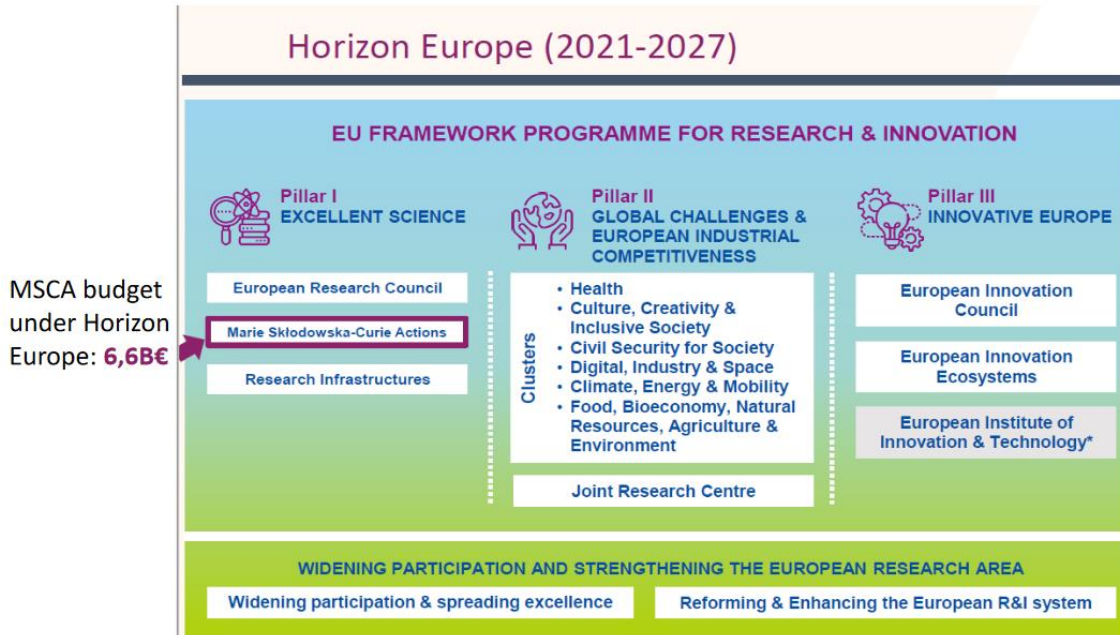 Horizon Europe (2021-2027)
EU FRAMEWORK PROGRAMME FOR RESEARCH & INNOVATION
MSCA budget
under Horizon
Europe: 6,6B€
Pillar I
EXCELLENT SCIENCE
European Research Council
Marie Skłodowska-Curie Actions
Research Infrastructures
Pillar II
GLOBAL CHALLENGES &
EUROPEAN INDUSTRIAL
COMPETITIVENESS
Clusters
• Health
• Culture, Creativity &
Inclusive Society
• Civil Security for Society
• Digital, Industry & Space
• Climate, Energy & Mobility
• Food, Bioeconomy, Natural
Resources, Agriculture &
Environment
Joint Research Centre
Pillar III
INNOVATIVE EUROPE
European Innovation
Council
European Innovation
Ecosystems
European Institute of
Innovation & Technology*
WIDENING PARTICIPATION AND STRENGTHENING THE EUROPEAN RESEARCH AREA
Widening participation & spreading excellence
Reforming & Enhancing the European R&I system